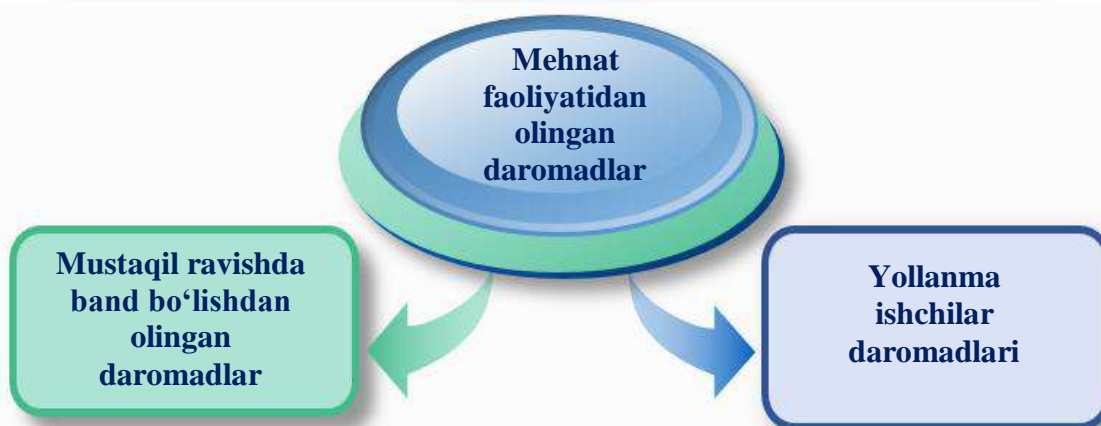 Mehnat
faoliyatidan
olingan
daromadlar
Mustaqil ravishda
band bo‘lishdan
olingan
daromadlar
Yollanma
ishchilar
daromadlari